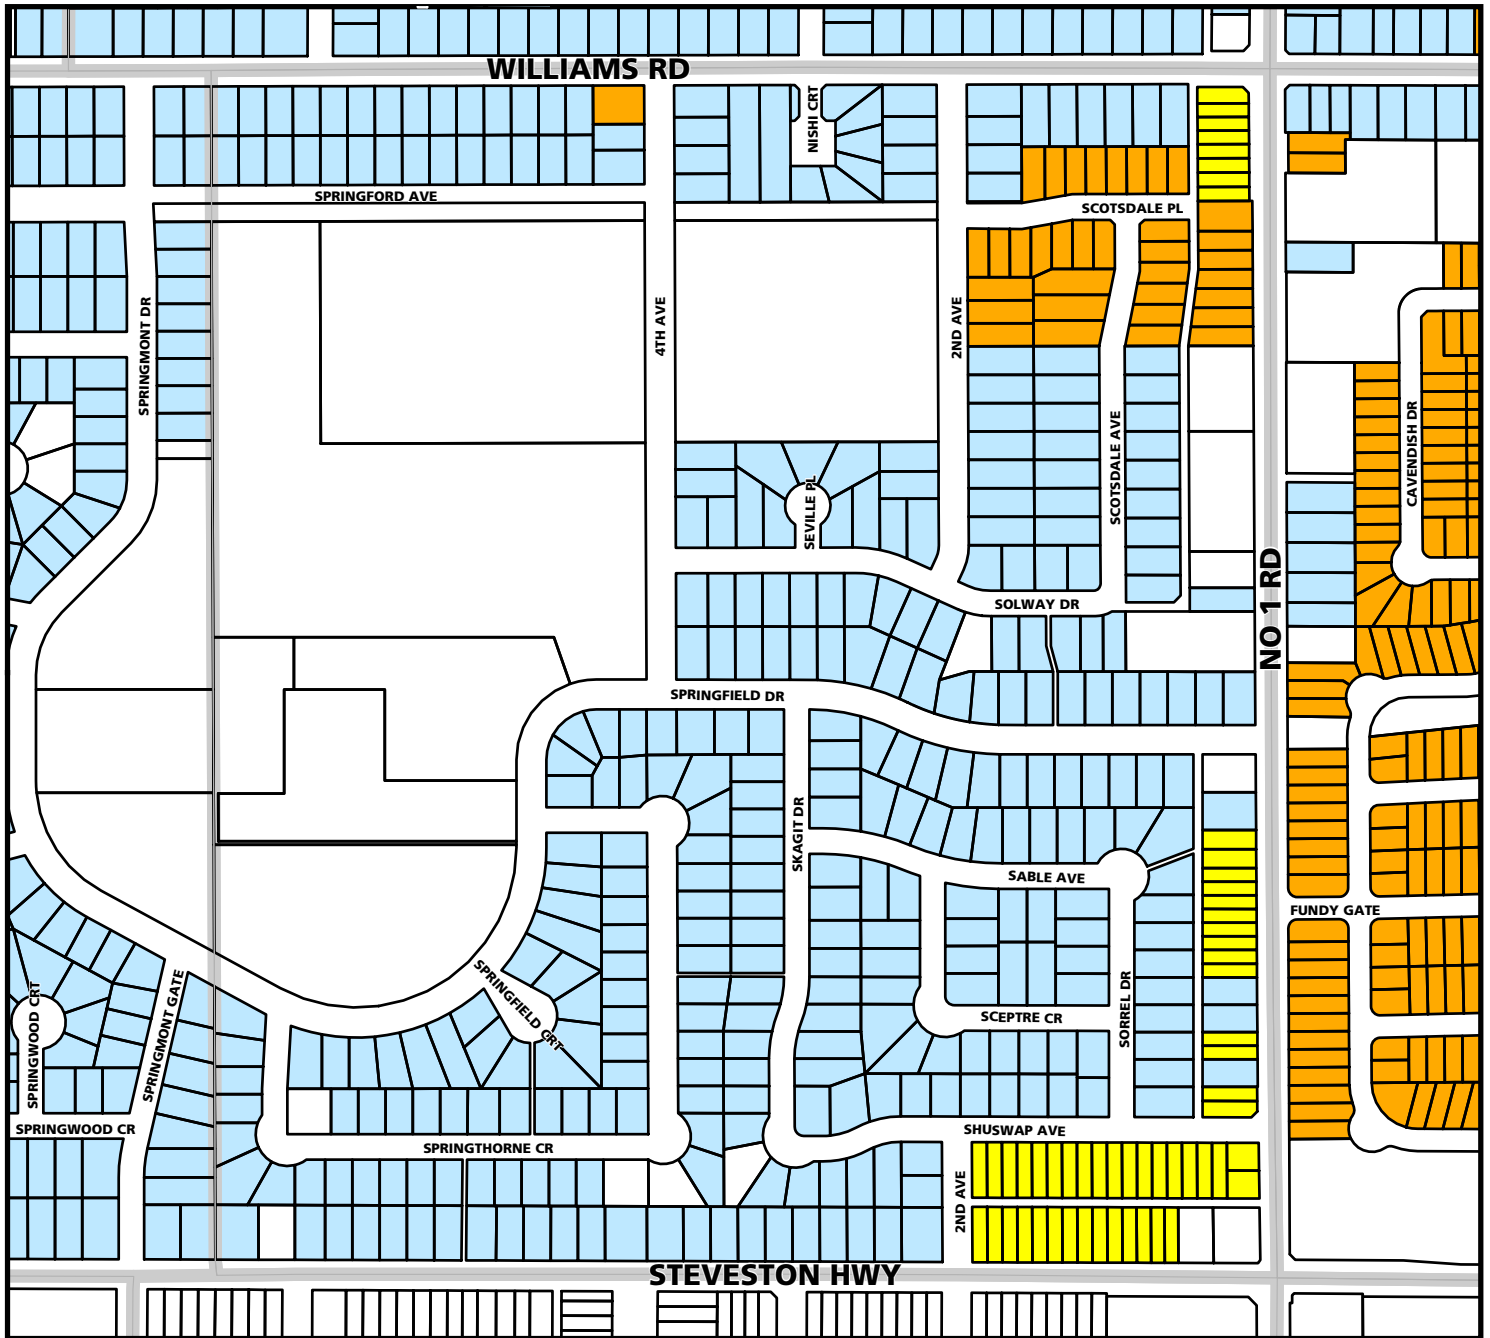 WILLIAMS RD
NISHI CRT
SPRINGFORD AVE
SCOTSDALE PL
SPRINGMONT DR
4TH AVE
2ND AVE
SCOTSDALE AVE
CAVENDISH DR
SEVILLE PL
NO 1 RD
SOLWAY DR
SPRINGFIELD DR
SKAGIT DR
SABLE AVE
FUNDY GATE
SPRINGFIELD CRT
SPRINGMONT GATE
SPRINGWOOD CRT
SCEPTRE CR
SORREL DR
SPRINGWOOD CR
SHUSWAP AVE
SPRINGTHORNE CR
2ND AVE
STEVESTON HWY